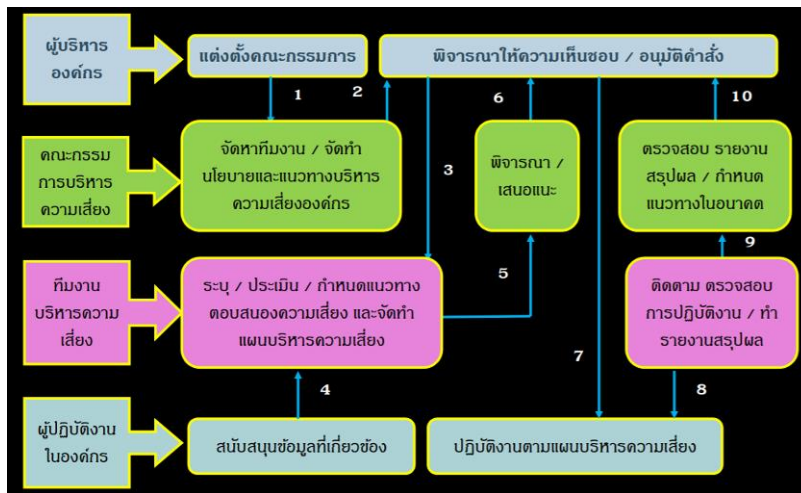 ผู้บริหาร
องค์กร
แต่งตั้งคณะกรรมการ
พิจารณาให้ความเห็นชอบ / อนุมัติคำสั่ง
1
2
6
10
คณะกรรม
การบริหาร
ความเสี่ยง
จัดหาทีมงาน / จัดทำ
นโยบายและแนวทางบริหาร
ความเสี่ยงองค์กร
3
พิจารณา /
เสนอแนะ
ตรวจสอบ รายงาน
สรุปผล / กำหนด
แนวทางในอนาคต
9
ทีมงาน
บริหารความ
เสี่ยง
ระบุ / ประเมิน / กำหนดแนวทาง
ตอบสนองความเสี่ยง และจัดทำ
แผนบริหารความเสี่ยง
5
ติดตาม ตรวจสอบ
การปฏิบัติงาน / ทำ
รายงานสรุปผล
7
4
8
ผู้ปฏิบัติงาน
ในองค์กร
สนับสนุนข้อมูลที่เกี่ยวข้อง
ปฏิบัติงานตามแผนบริหารความเสี่ยง